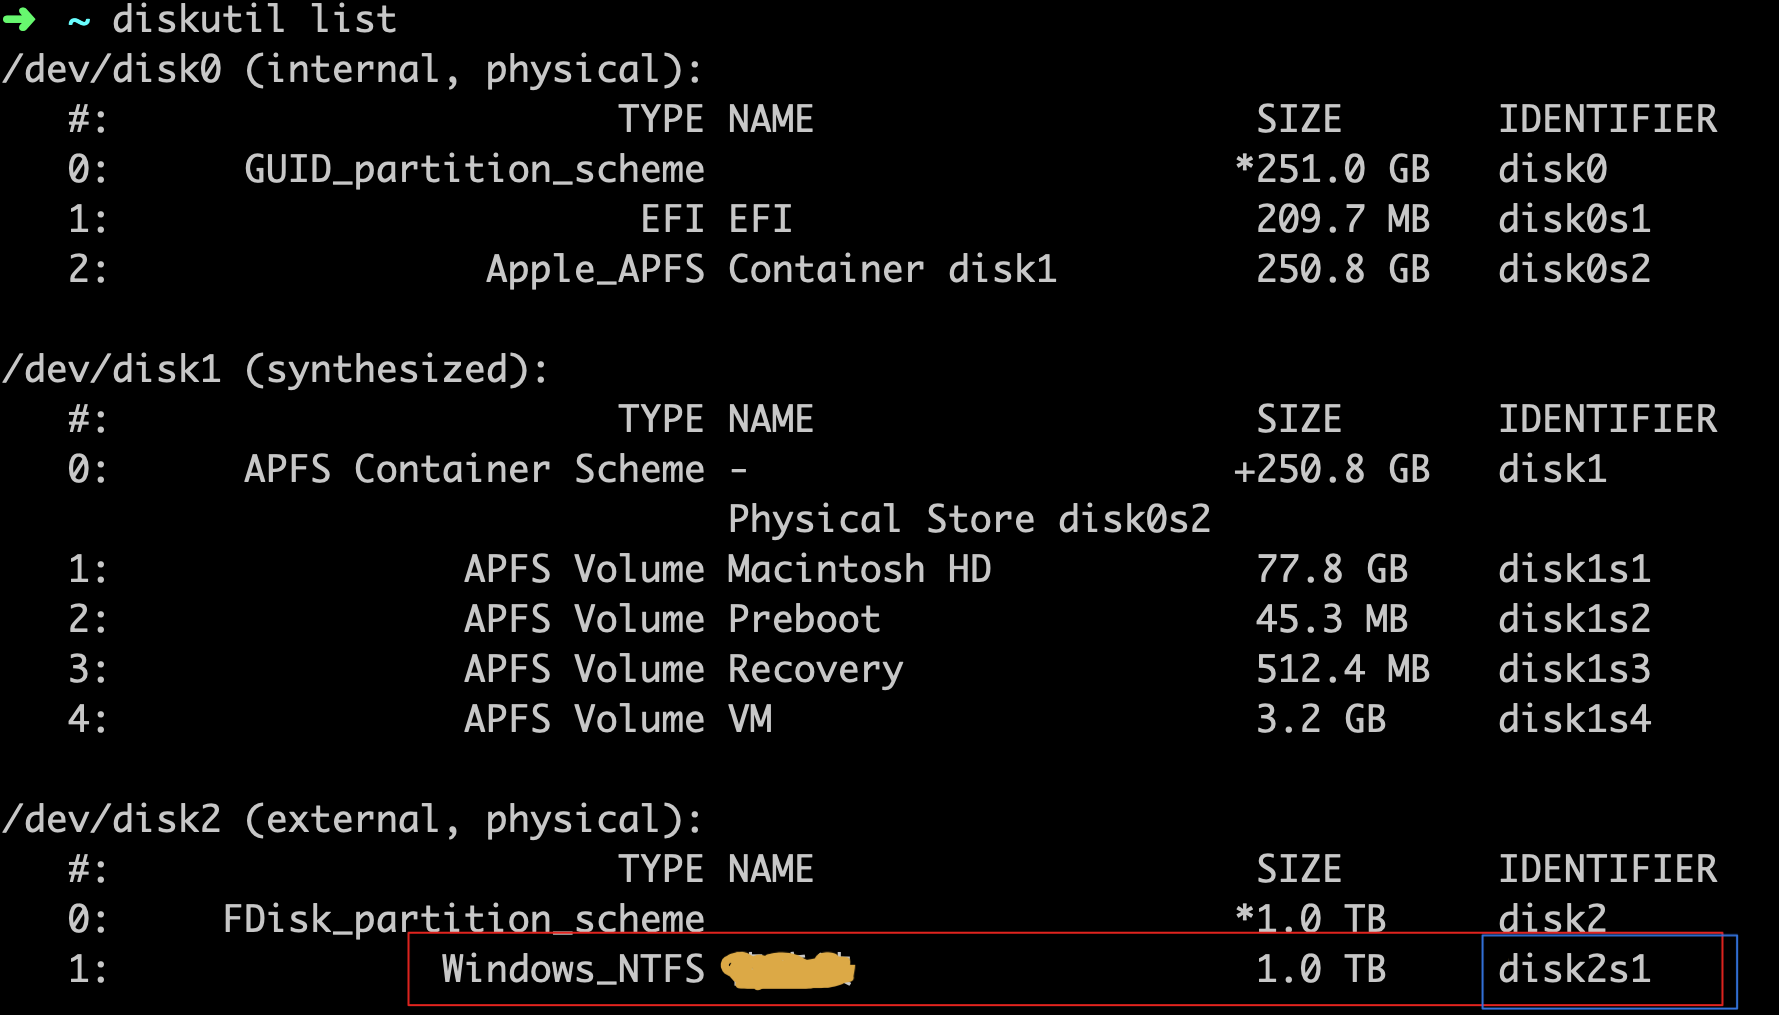 ➜ ~ diskutil list
/dev/disk0 (internal, physical):
#: TYPE NAME SIZE IDENTIFIER
0: GUID_partition_scheme *251.0 GB disk0
1: EFI EFI 209.7 MB disk0s1
2: Apple_APFS Container disk1 250.8 GB disk0s2
/dev/disk1 (synthesized):
#: TYPE NAME SIZE IDENTIFIER
0: APFS Container Scheme - +250.8 GB disk1
Physical Store disk0s2
1: APFS Volume Macintosh HD 77.8 GB disk1s1
2: APFS Volume Preboot 45.3 MB disk1s2
3: APFS Volume Recovery 512.4 MB disk1s3
4: APFS Volume VM 3.2 GB disk1s4
/dev/disk2 (external, physical):
#: TYPE NAME SIZE IDENTIFIER
0: FDisk_partition_scheme *1.0 TB disk2
1: Windows_NTFS 1.0 TB disk2s1